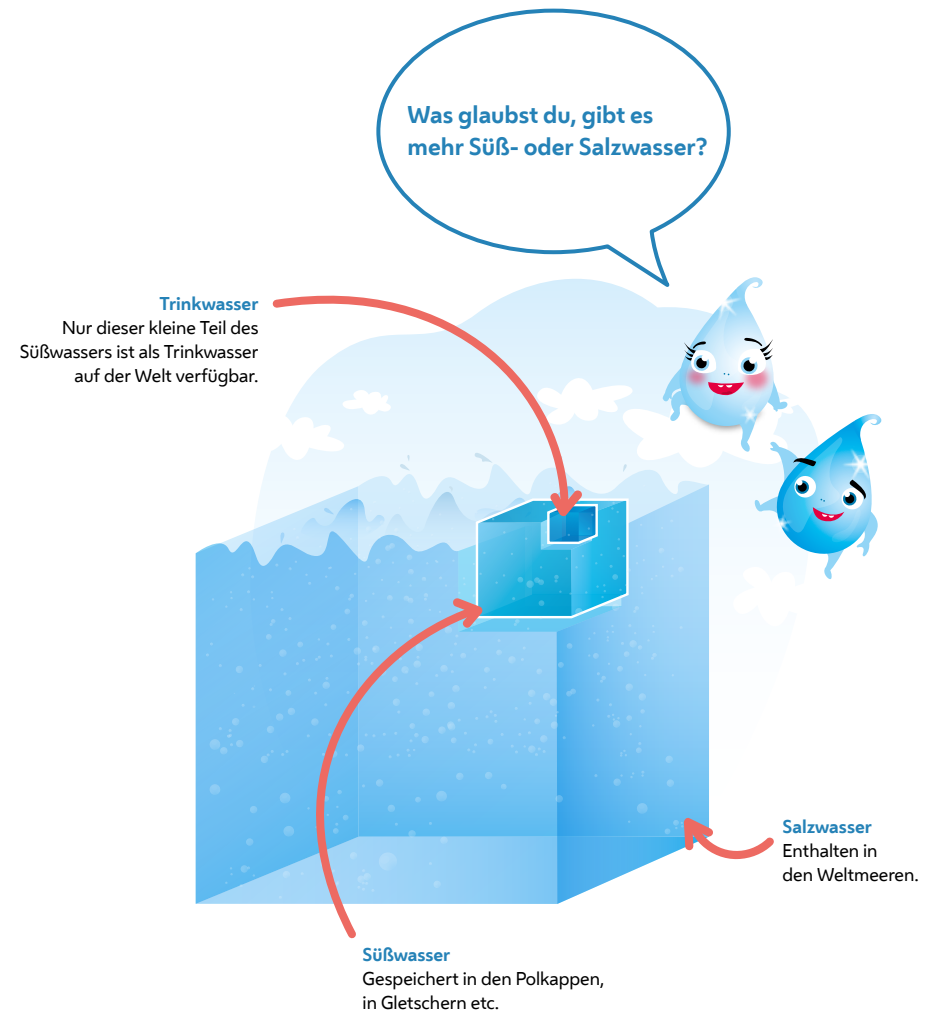 Was glaubst du, gibt es
mehr Süß- oder Salzwasser?
Trinkwasser
Nur dieser kleine Teil des
Süßwassers ist als Trinkwasser
auf der Welt verfügbar.
Salzwasser
Enthalten in
den Weltmeeren.
Süßwasser
Gespeichert in den Polkappen,
in Gletschern etc.